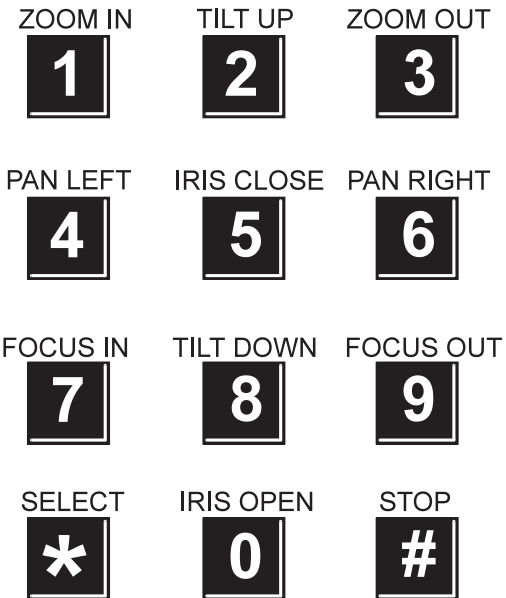 ZOOM IN TILT UP ZOOM OUT
1 2 3
PAN LEFT IRIS CLOSE PAN RIGHT
4 5 6
FOCUS IN TILT DOWN FOCUS OUT
7 8 9
SELECT IRIS OPEN STOP
* 0 #